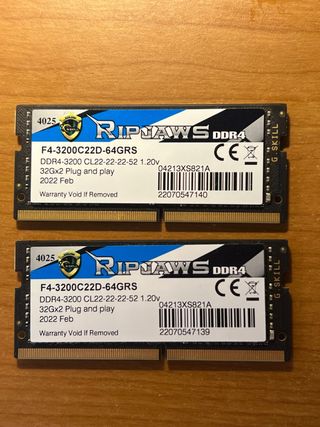 4025
RIPJAWS DDR4
F4-3200C22D-64GRS
DDR4-3200 CL22-22-22-52 1.20v
32Gx2 Plug and play
04213XS821A
2022 Feb
Warranty Void If Removed
22070547140
CE
G.SKILL
4025
RIPJAWS DDR4
F4-3200C22D-64GRS
DDR4-3200 CL22-22-22-52 1.20v
32Gx2 Plug and play
04213XS821A
2022 Feb
Warranty Void If Removed
22070547139
CE
G.SKILL